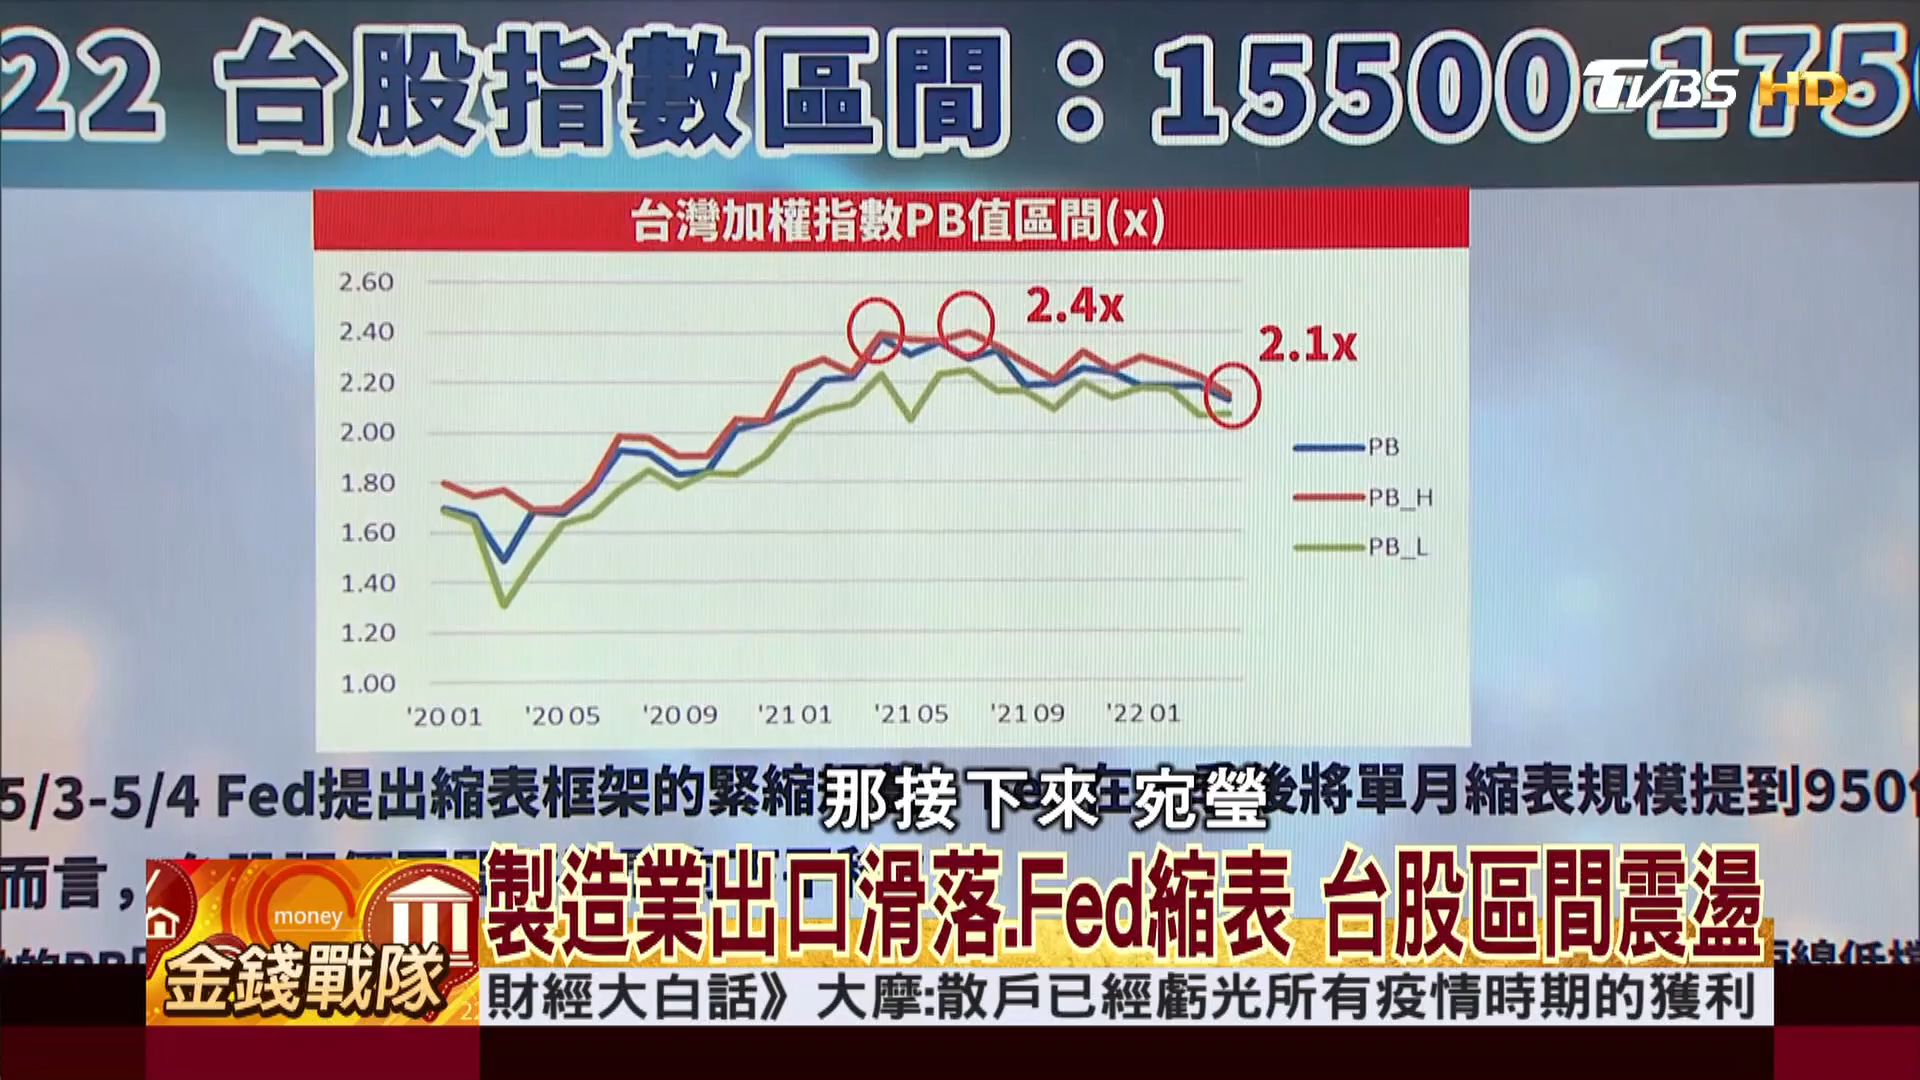 22 台股指數區間：15500-175
TVBS HD
台灣加權指數PB值區間(x)
2.60
2.40
2.20
2.00
1.80
1.60
1.40
1.20
1.00
2.4x
2.1x
PB
PB_H
PB_L
'20 01 '20 05 '20 09 '21 01 '21 05 '21 09 '22 01
5/3-5/4 Fed提出縮表框架的緊縮
後將單月縮表規模提到950
那接下來 宛瑩
而言，
money
金錢戰隊
製造業出口滑落.Fed縮表 台股區間震盪
財經大白話》大摩:散戶已經虧光所有疫情時期的獲利